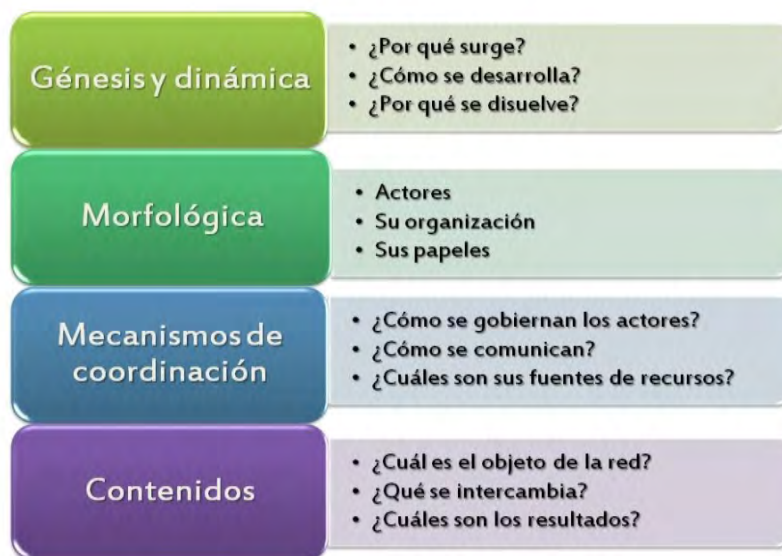 Génesis y dinámica
• ¿Por qué surge?
• ¿Cómo se desarrolla?
• ¿Por qué se disuelve?
Morfológica
• Actores
• Su organización
• Sus papeles
Mecanismos de
coordinación
• ¿Cómo se gobiernan los actores?
• ¿Cómo se comunican?
• ¿Cuáles son sus fuentes de recursos?
Contenidos
• ¿Cuál es el objeto de la red?
• ¿Qué se intercambia?
• ¿Cuáles son los resultados?